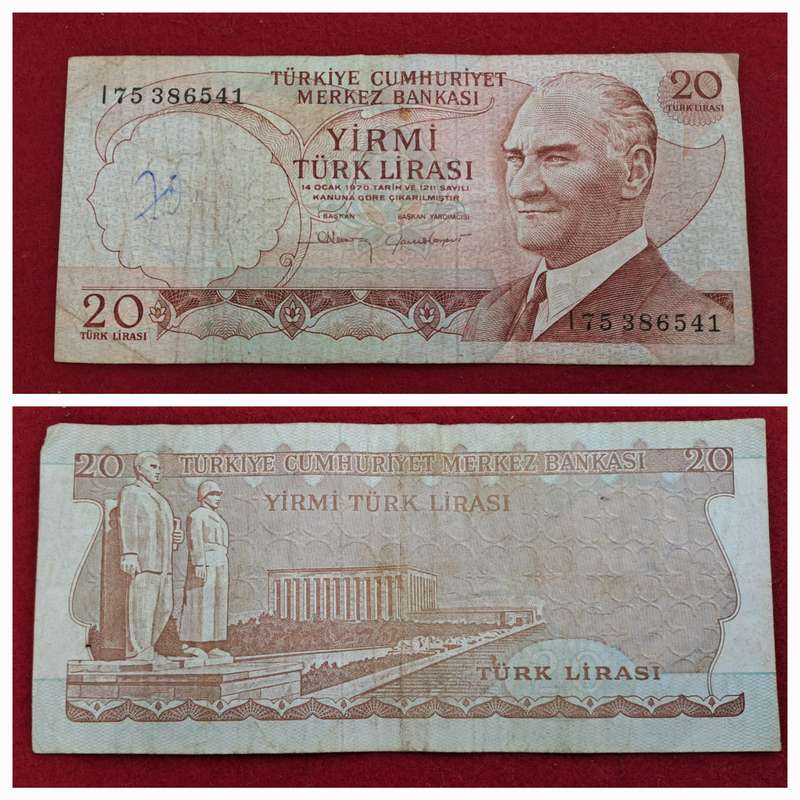 I75 386541
TÜRKİYE CUMHURİYET
MERKEZ BANKASI
20
TÜRK LİRASI
YİRMİ
TÜRK LİRASI
14 OCAK 1970 TARİH VE 1211 SAYILI
KANUNA GÖRE ÇIKARILMIŞTIR
BAŞKAN BAŞKAN YARDIMCISI
20
20
TÜRK LİRASI
I75 386541
20 TÜRKİYE CUMHURİYET MERKEZ BANKASI 20
YİRMİ TÜRK LİRASI
TÜRK LİRASI